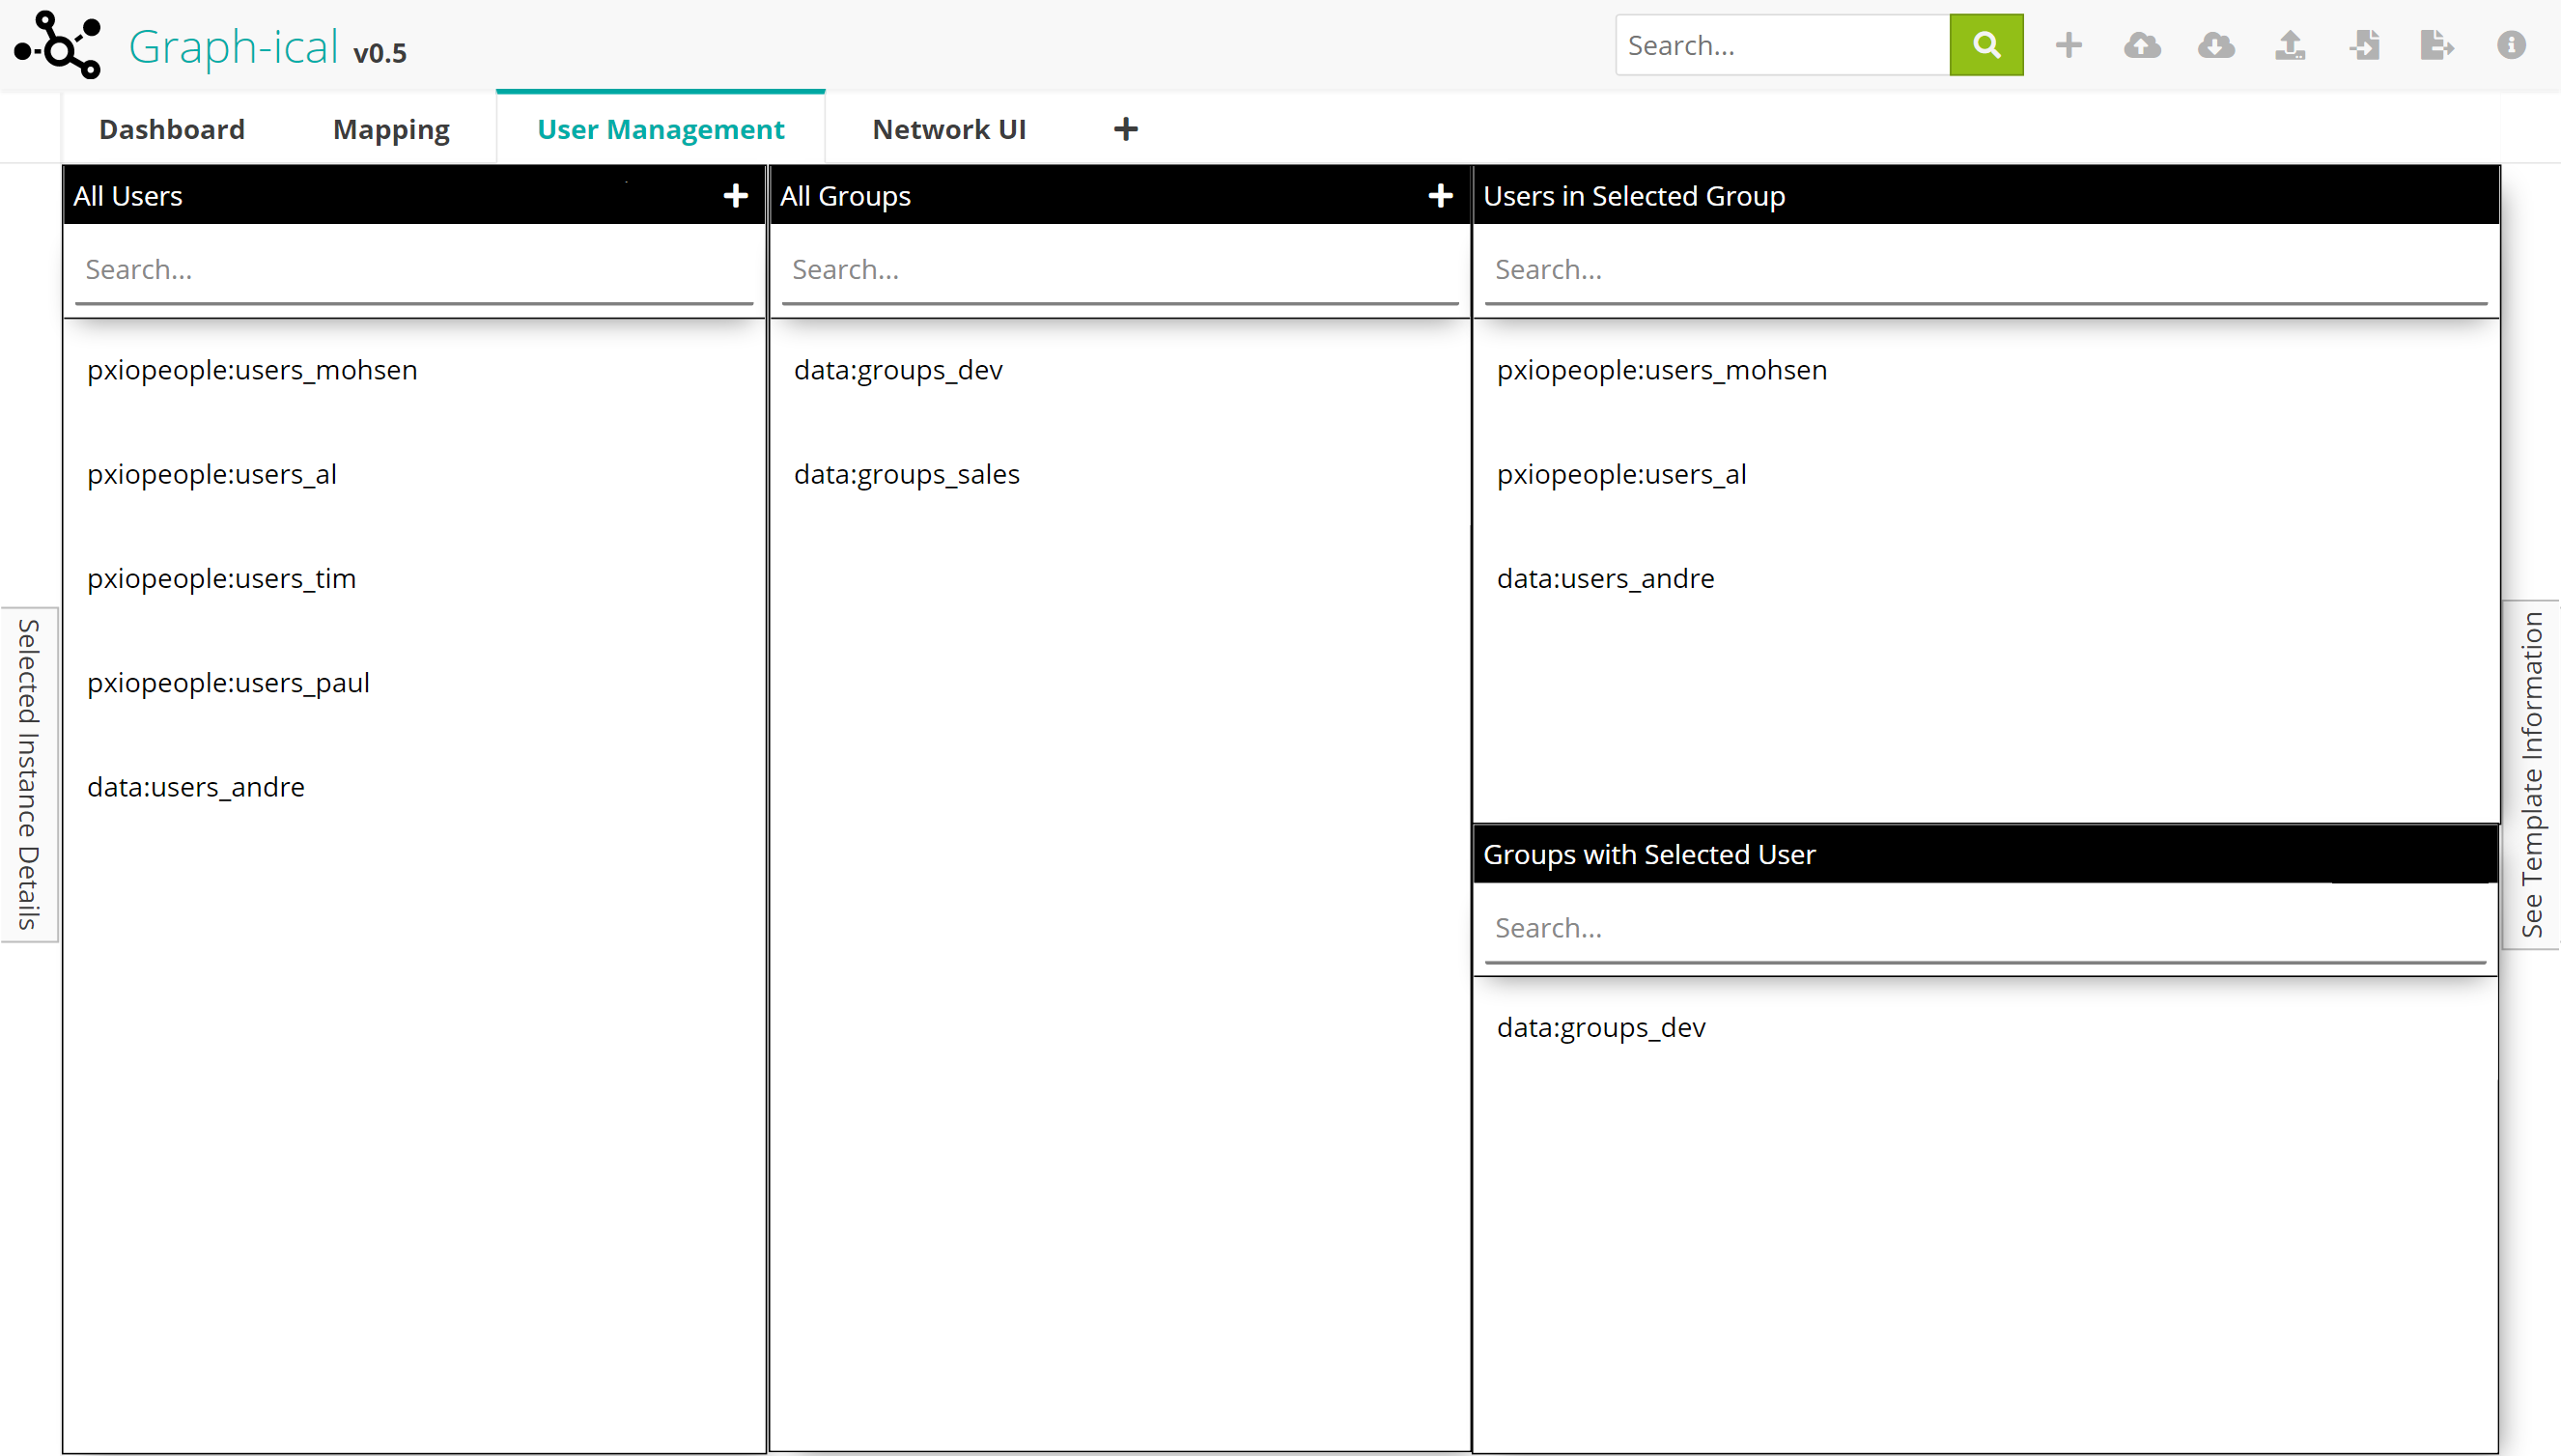 Graph-ical v0.5
Search...
Dashboard
Mapping
User Management
Network UI
All Users
Search...
pxiopeople:users_mohsen
pxiopeople:users_al
pxiopeople:users_tim
pxiopeople:users_paul
data:users_andre
All Groups
Search...
data:groups_dev
data:groups_sales
Users in Selected Group
Search...
pxiopeople:users_mohsen
pxiopeople:users_al
data:users_andre
Groups with Selected User
Search...
data:groups_dev
Selected Instance Details
See Template Information